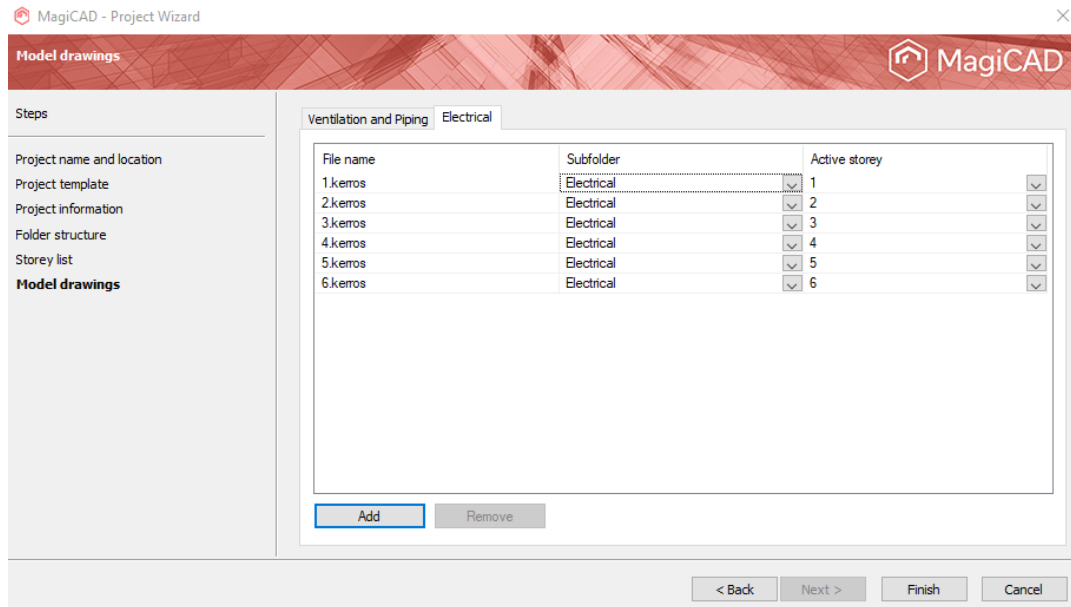 MagiCAD - Project Wizard
Model drawings
MagiCAD
Steps
Project name and location
Project template
Project information
Folder structure
Storey list
Model drawings
Ventilation and Piping Electrical
File name Subfolder Active storey
1.kerros Electrical 1
2.kerros Electrical 2
3.kerros Electrical 3
4.kerros Electrical 4
5.kerros Electrical 5
6.kerros Electrical 6
Add Remove
< Back Next > Finish Cancel